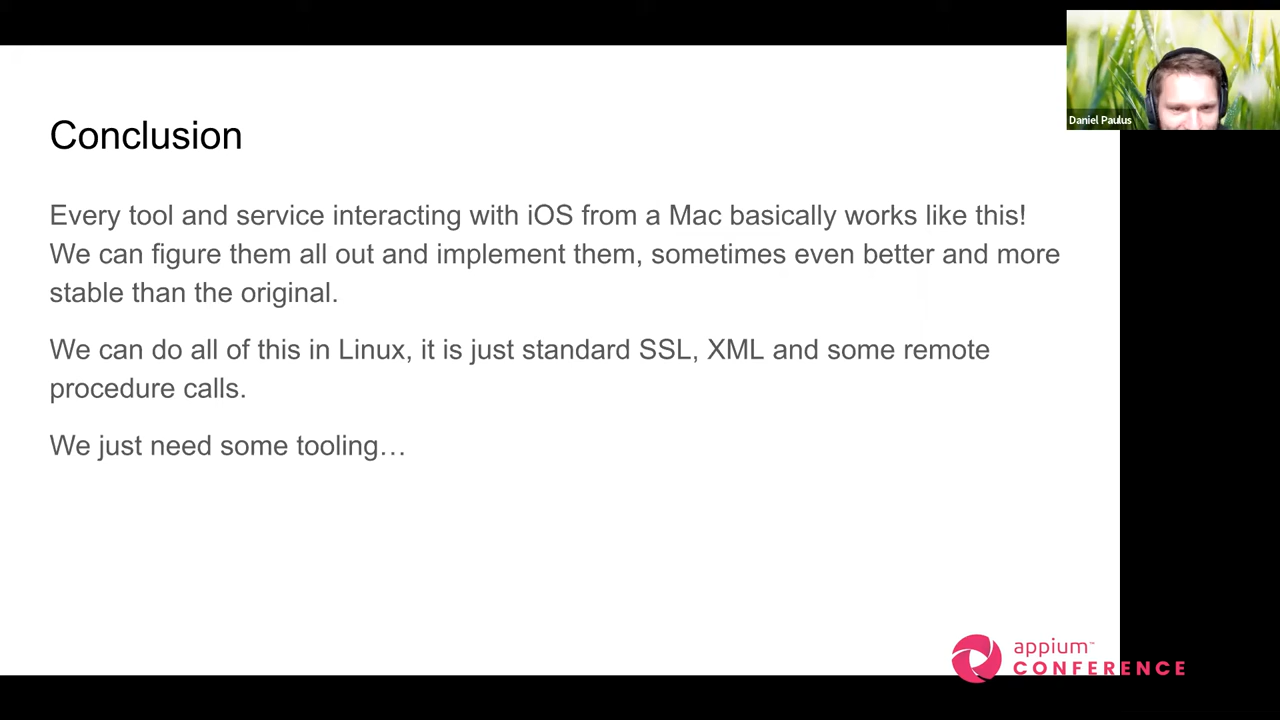 Daniel Paulus
Conclusion
Every tool and service interacting with iOS from a Mac basically works like this!
We can figure them all out and implement them, sometimes even better and more
stable than the original.
We can do all of this in Linux, it is just standard SSL, XML and some remote
procedure calls.
We just need some tooling…
appium™
CONFERENCE